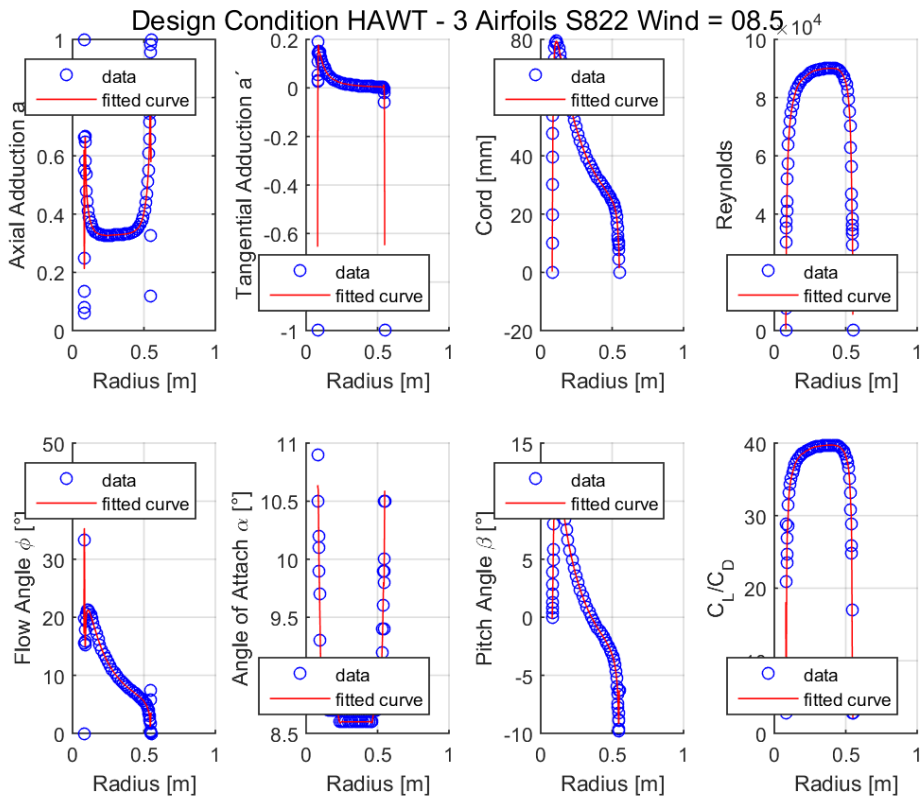 Design Condition HAWT - 3 Airfoils S822 Wind = 08.5
1
0.8
0.6
0.4
0.2
0
0 0.5 1
Axial Adduction a
Radius [m]
data
fitted curve
0.2
0
-0.2
-0.4
-0.6
-1
0 0.5 1
Tangential Adduction a´
Radius [m]
data
fitted curve
80
40
20
0
-20
0 0.5 1
Cord [mm]
Radius [m]
data
fitted curve
×10⁴
10
8
6
4
0
0 0.5 1
Reynolds
Radius [m]
data
fitted curve
50
30
20
10
0
0 0.5 1
Flow Angle ϕ [°]
Radius [m]
data
fitted curve
11
10.5
10
9.5
8.5
0 0.5 1
Angle of Attach α [°]
Radius [m]
data
fitted curve
15
10
5
0
-5
-10
0 0.5 1
Pitch Angle β [°]
Radius [m]
data
fitted curve
40
30
20
10
0
0 0.5 1
C_L/C_D
Radius [m]
data
fitted curve